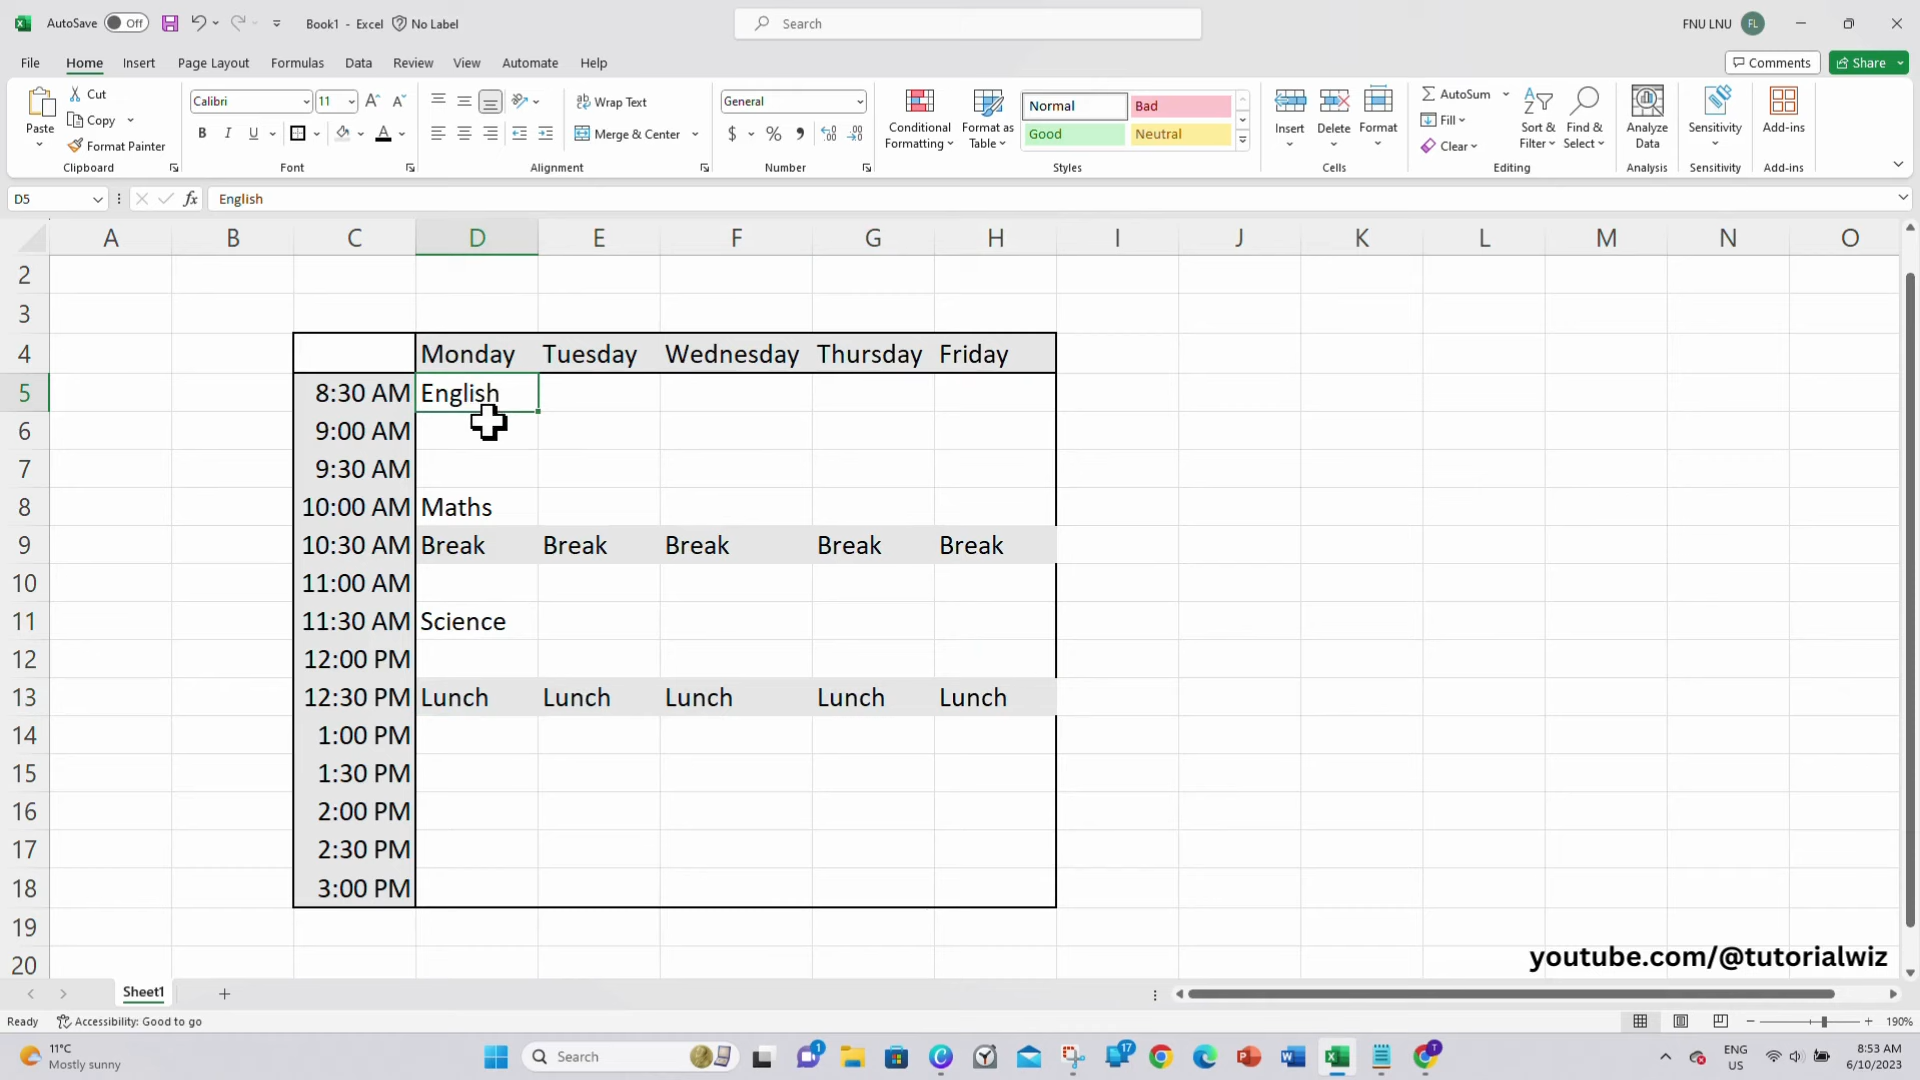 AutoSave Off Book1 - Excel No Label Search FNU LNU FL
File Home Insert Page Layout Formulas Data Review View Automate Help Comments Share
Paste Cut Copy Format Painter Clipboard
Calibri 11 B I U A Font
Wrap Text Merge & Center Alignment
General $ % Number
Conditional Formatting Format as Table Normal Bad Good Neutral Styles
Insert Delete Format Cells
AutoSum Fill Clear Sort & Filter Find & Select Editing
Analyze Data Analysis Sensitivity Sensitivity Add-ins Add-ins
D5 fx English
A B C D E F G H I J K L M N O
2
3
4 Monday Tuesday Wednesday Thursday Friday
5 8:30 AM English
6 9:00 AM
7 9:30 AM
8 10:00 AM Maths
9 10:30 AM Break Break Break Break Break
10 11:00 AM
11 11:30 AM Science
12 12:00 PM
13 12:30 PM Lunch Lunch Lunch Lunch Lunch
14 1:00 PM
15 1:30 PM
16 2:00 PM
17 2:30 PM
18 3:00 PM
19
20
youtube.com/@tutorialwiz
Sheet1
Ready Accessibility: Good to go 190%
11°C Mostly sunny Search 1 17 T ENG US 8:53 AM 6/10/2023